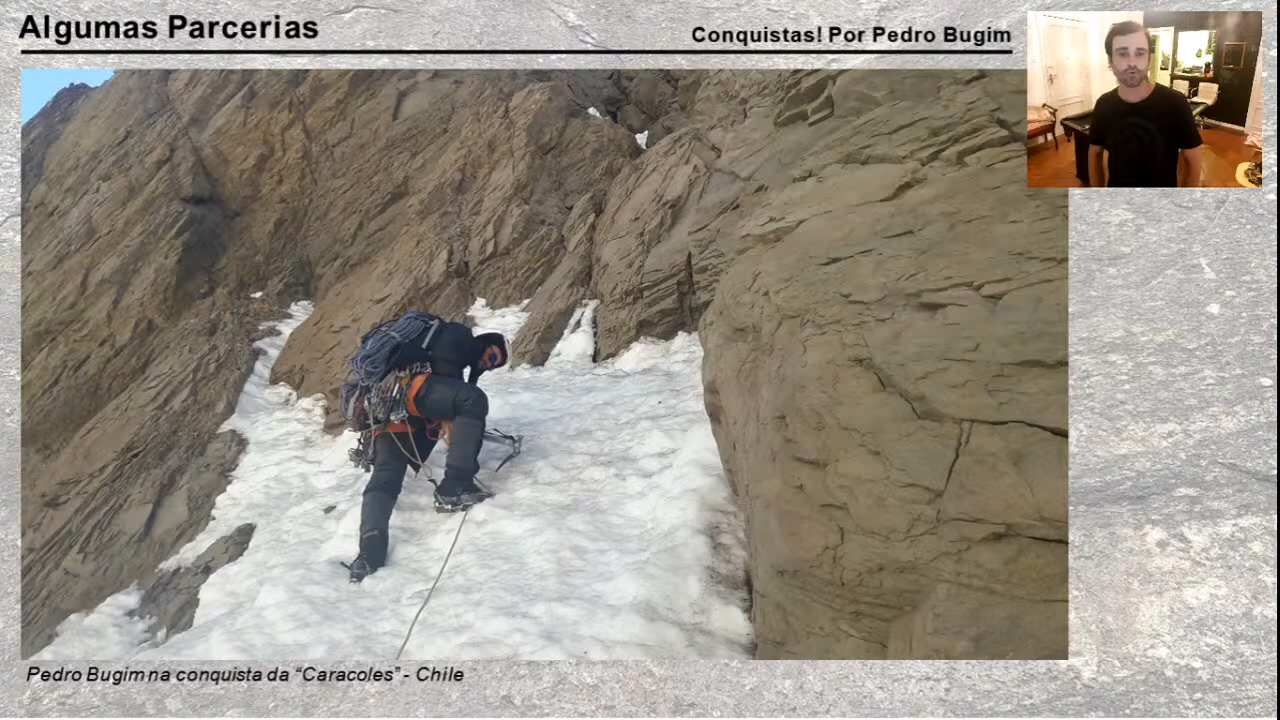 Algumas Parcerias
Conquistas! Por Pedro Bugim
Pedro Bugim na conquista da “Caracoles” - Chile